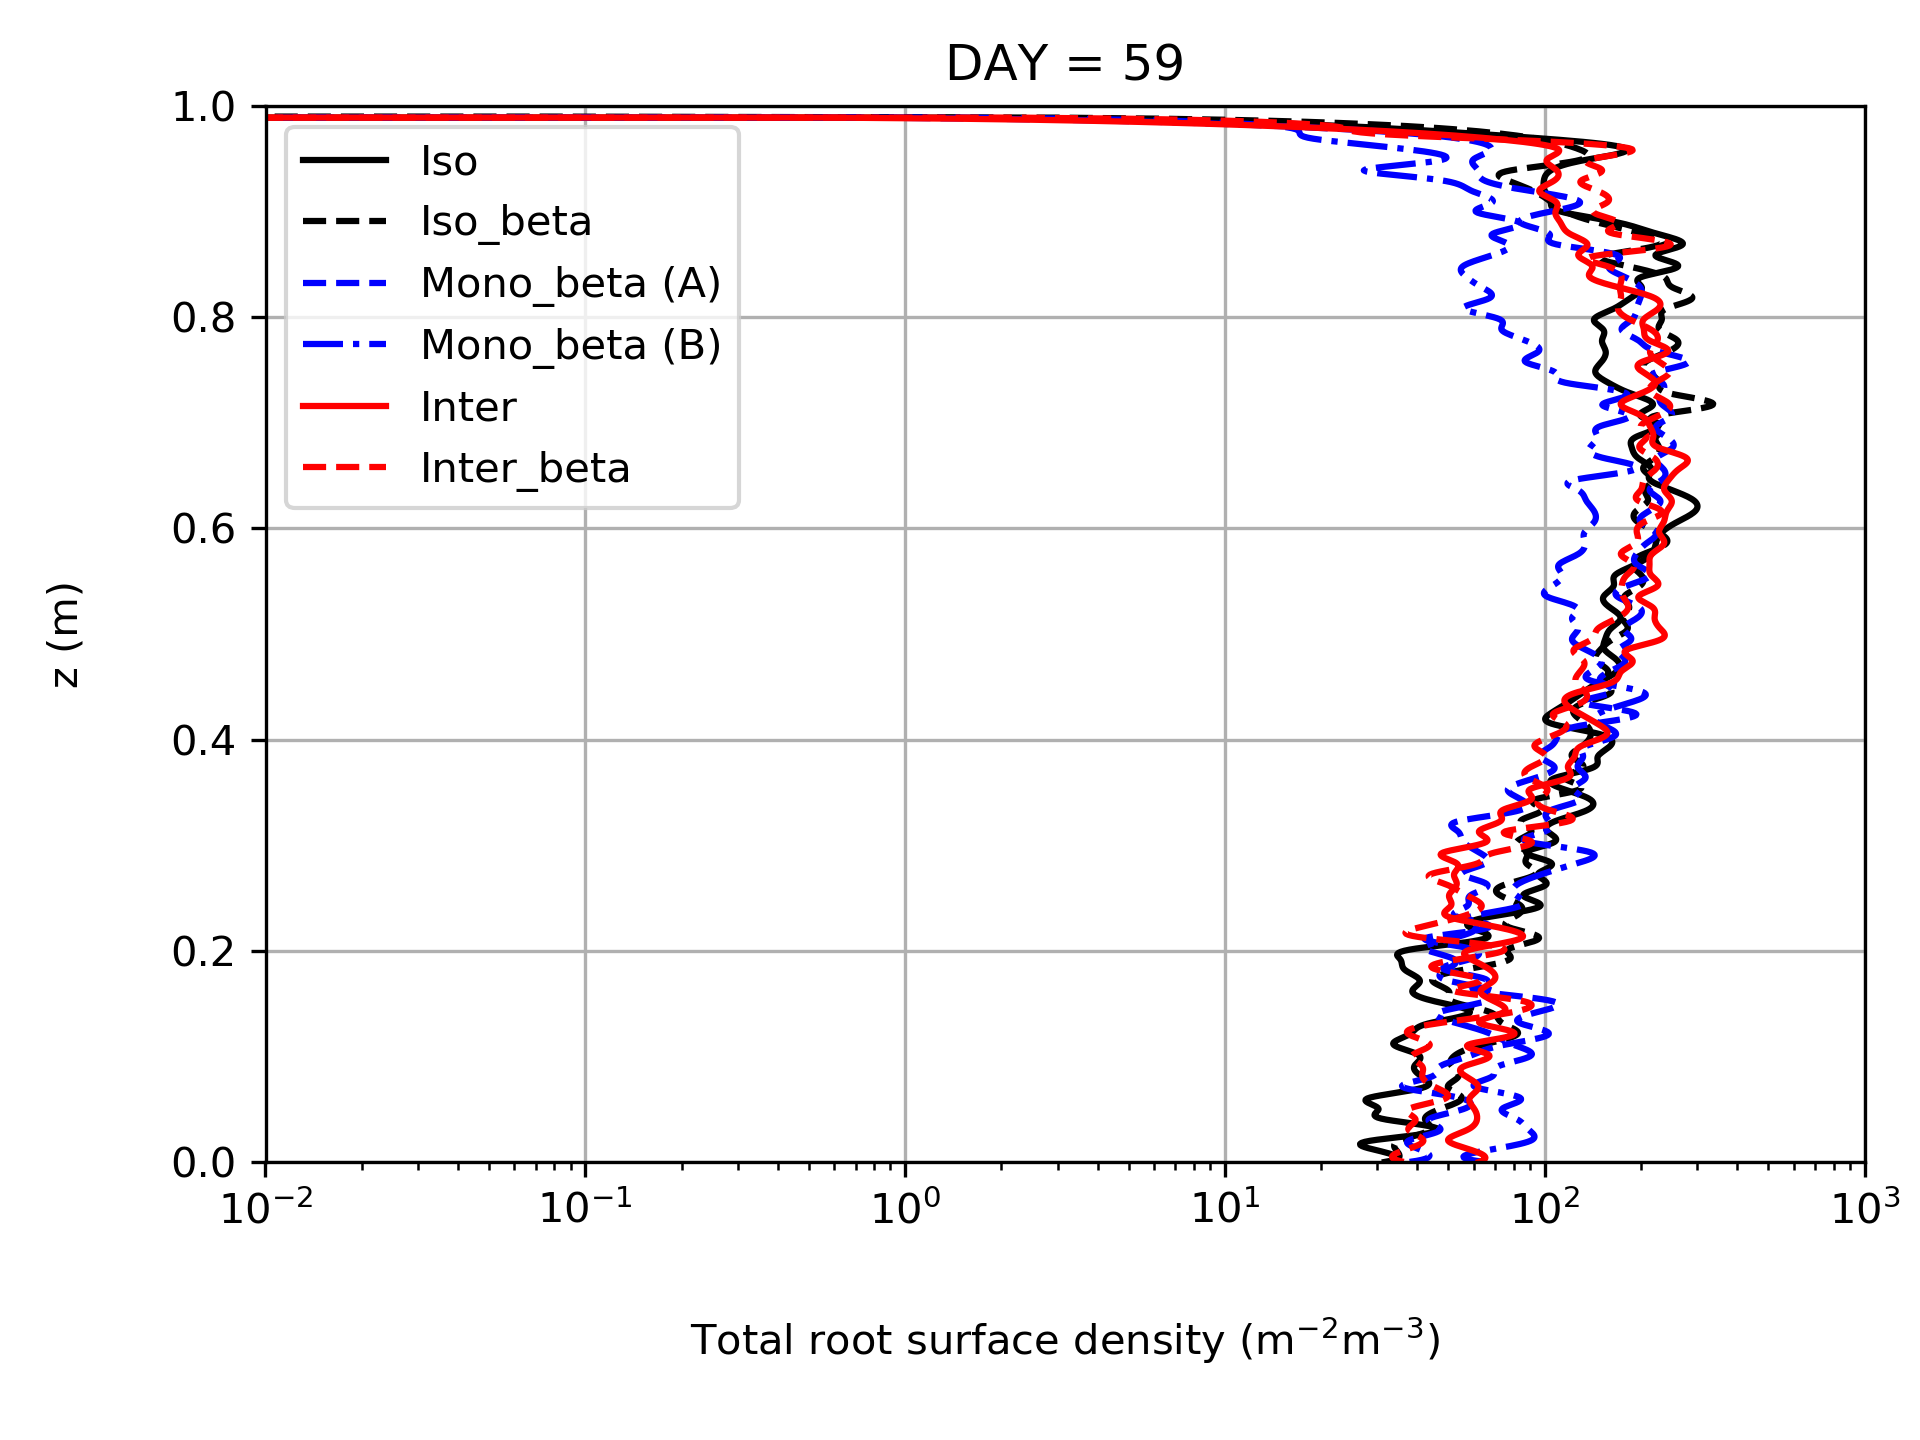 DAY = 59
1.0
0.8
0.6
0.4
0.2
0.0
z (m)
Iso
Iso_beta
Mono_beta (A)
Mono_beta (B)
Inter
Inter_beta
10⁻² 10⁻¹ 10⁰ 10¹ 10² 10³
Total root surface density (m⁻²m⁻³)